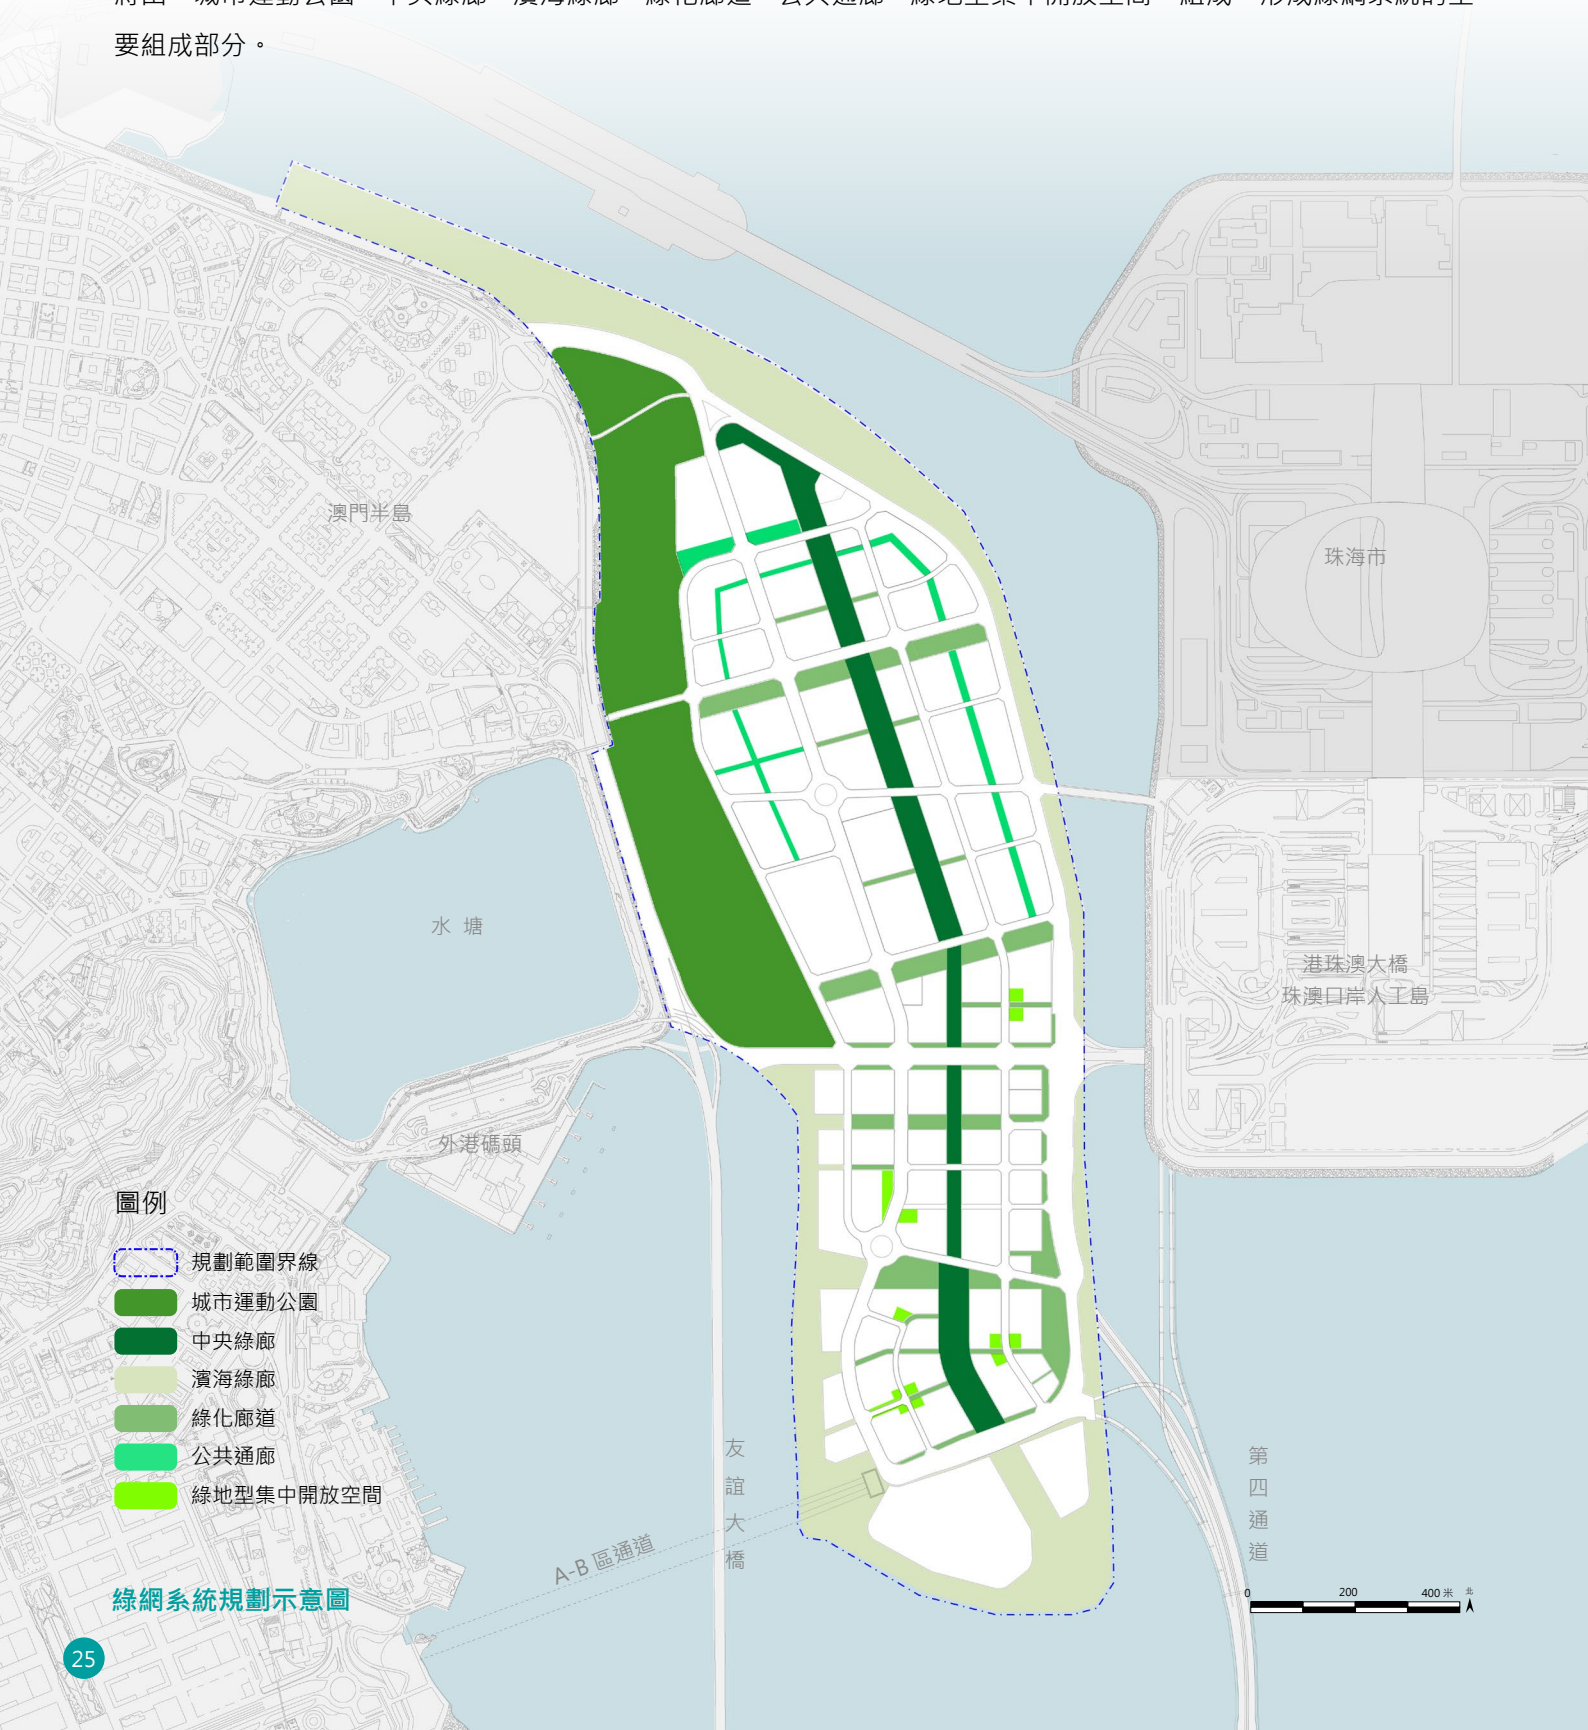 要組成部分。
澳門半島
珠海市
水 塘
港珠澳大橋
珠澳口岸人工島
外港碼頭
圖例
規劃範圍界線
城市運動公園
中央綠廊
濱海綠廊
綠化廊道
公共通廊
綠地型集中開放空間
友誼大橋
第四通道
A-B 區通道
0 200 400 米 北
綠網系統規劃示意圖
25